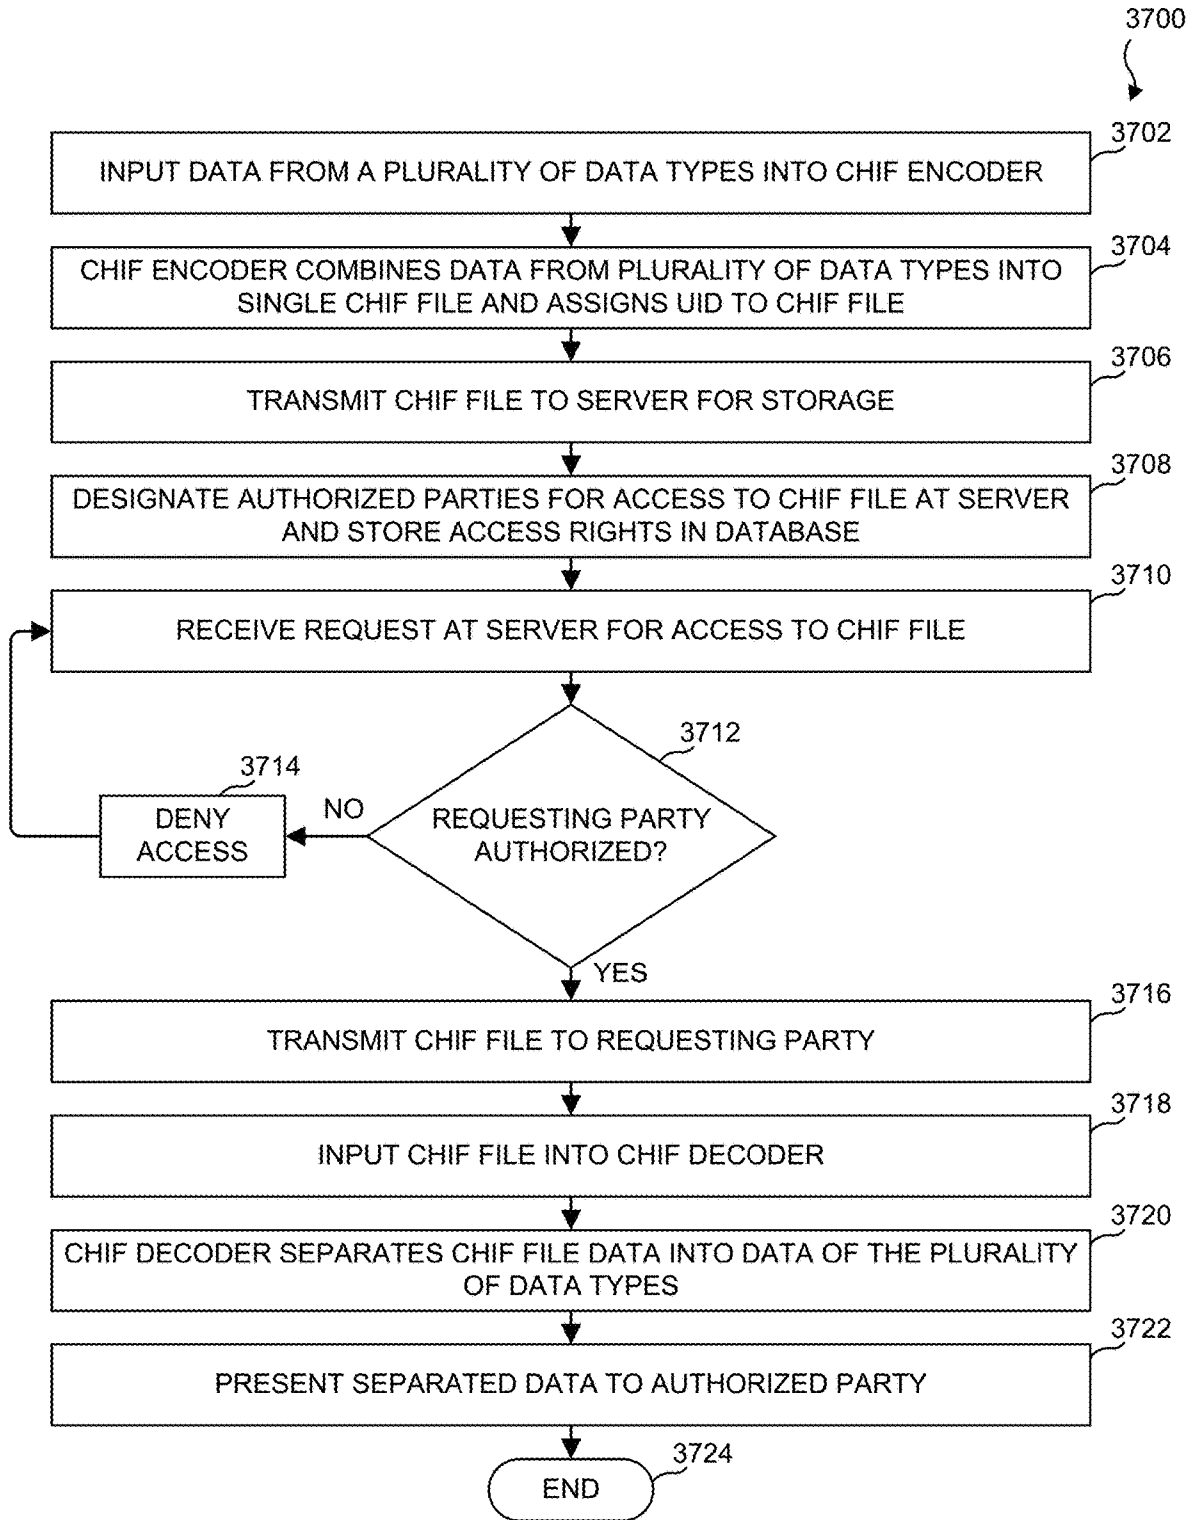 3700
3702
INPUT DATA FROM A PLURALITY OF DATA TYPES INTO CHIF ENCODER
3704
CHIF ENCODER COMBINES DATA FROM PLURALITY OF DATA TYPES INTO
SINGLE CHIF FILE AND ASSIGNS UID TO CHIF FILE
3706
TRANSMIT CHIF FILE TO SERVER FOR STORAGE
3708
DESIGNATE AUTHORIZED PARTIES FOR ACCESS TO CHIF FILE AT SERVER
AND STORE ACCESS RIGHTS IN DATABASE
3710
RECEIVE REQUEST AT SERVER FOR ACCESS TO CHIF FILE
3712
REQUESTING PARTY
AUTHORIZED?
NO
3714
DENY
ACCESS
YES
3716
TRANSMIT CHIF FILE TO REQUESTING PARTY
3718
INPUT CHIF FILE INTO CHIF DECODER
3720
CHIF DECODER SEPARATES CHIF FILE DATA INTO DATA OF THE PLURALITY
OF DATA TYPES
3722
PRESENT SEPARATED DATA TO AUTHORIZED PARTY
3724
END